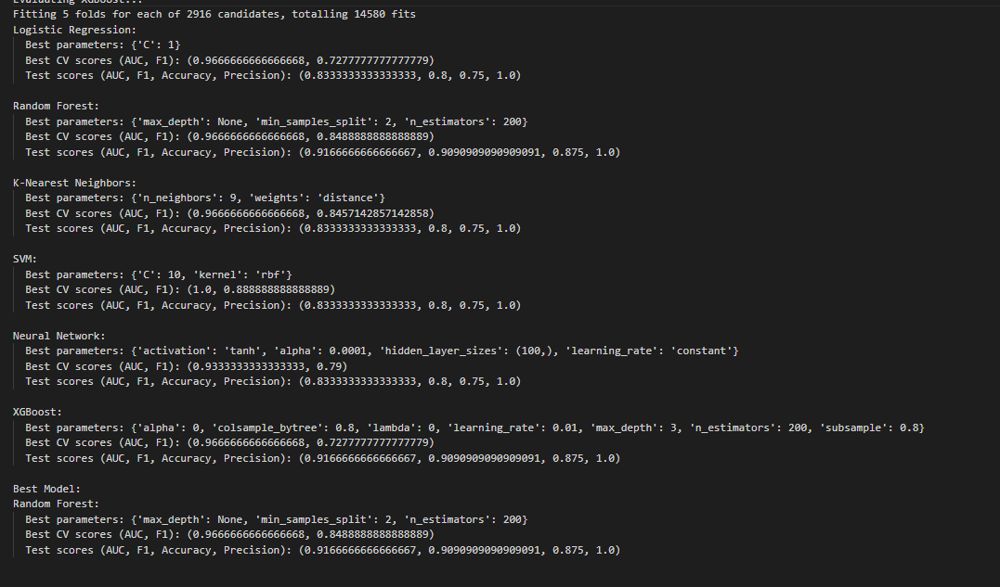 Evaluating XGBoost...
Fitting 5 folds for each of 2916 candidates, totalling 14580 fits
Logistic Regression:
  Best parameters: {'C': 1}
  Best CV scores (AUC, F1): (0.9666666666666668, 0.7277777777777779)
  Test scores (AUC, F1, Accuracy, Precision): (0.8333333333333333, 0.8, 0.75, 1.0)

Random Forest:
  Best parameters: {'max_depth': None, 'min_samples_split': 2, 'n_estimators': 200}
  Best CV scores (AUC, F1): (0.9666666666666668, 0.8488888888888889)
  Test scores (AUC, F1, Accuracy, Precision): (0.9166666666666667, 0.9090909090909091, 0.875, 1.0)

K-Nearest Neighbors:
  Best parameters: {'n_neighbors': 9, 'weights': 'distance'}
  Best CV scores (AUC, F1): (0.9666666666666668, 0.8457142857142858)
  Test scores (AUC, F1, Accuracy, Precision): (0.8333333333333333, 0.8, 0.75, 1.0)

SVM:
  Best parameters: {'C': 10, 'kernel': 'rbf'}
  Best CV scores (AUC, F1): (1.0, 0.888888888888889)
  Test scores (AUC, F1, Accuracy, Precision): (0.8333333333333333, 0.8, 0.75, 1.0)

Neural Network:
  Best parameters: {'activation': 'tanh', 'alpha': 0.0001, 'hidden_layer_sizes': (100,), 'learning_rate': 'constant'}
  Best CV scores (AUC, F1): (0.9333333333333333, 0.79)
  Test scores (AUC, F1, Accuracy, Precision): (0.8333333333333333, 0.8, 0.75, 1.0)

XGBoost:
  Best parameters: {'alpha': 0, 'colsample_bytree': 0.8, 'lambda': 0, 'learning_rate': 0.01, 'max_depth': 3, 'n_estimators': 200, 'subsample': 0.8}
  Best CV scores (AUC, F1): (0.9666666666666668, 0.7277777777777779)
  Test scores (AUC, F1, Accuracy, Precision): (0.9166666666666667, 0.9090909090909091, 0.875, 1.0)

Best Model:
Random Forest:
  Best parameters: {'max_depth': None, 'min_samples_split': 2, 'n_estimators': 200}
  Best CV scores (AUC, F1): (0.9666666666666668, 0.8488888888888889)
  Test scores (AUC, F1, Accuracy, Precision): (0.9166666666666667, 0.9090909090909091, 0.875, 1.0)